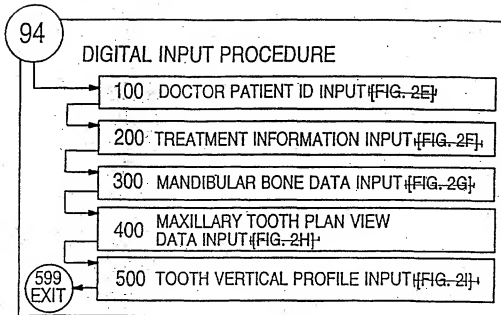 94
DIGITAL INPUT PROCEDURE
100 DOCTOR PATIENT ID INPUT [FIG. 2E]
200 TREATMENT INFORMATION INPUT [FIG. 2F]
300 MANDIBULAR BONE DATA INPUT [FIG. 2G]
400 MAXILLARY TOOTH PLAN VIEW
DATA INPUT [FIG. 2H]
500 TOOTH VERTICAL PROFILE INPUT [FIG. 2I]
599
EXIT